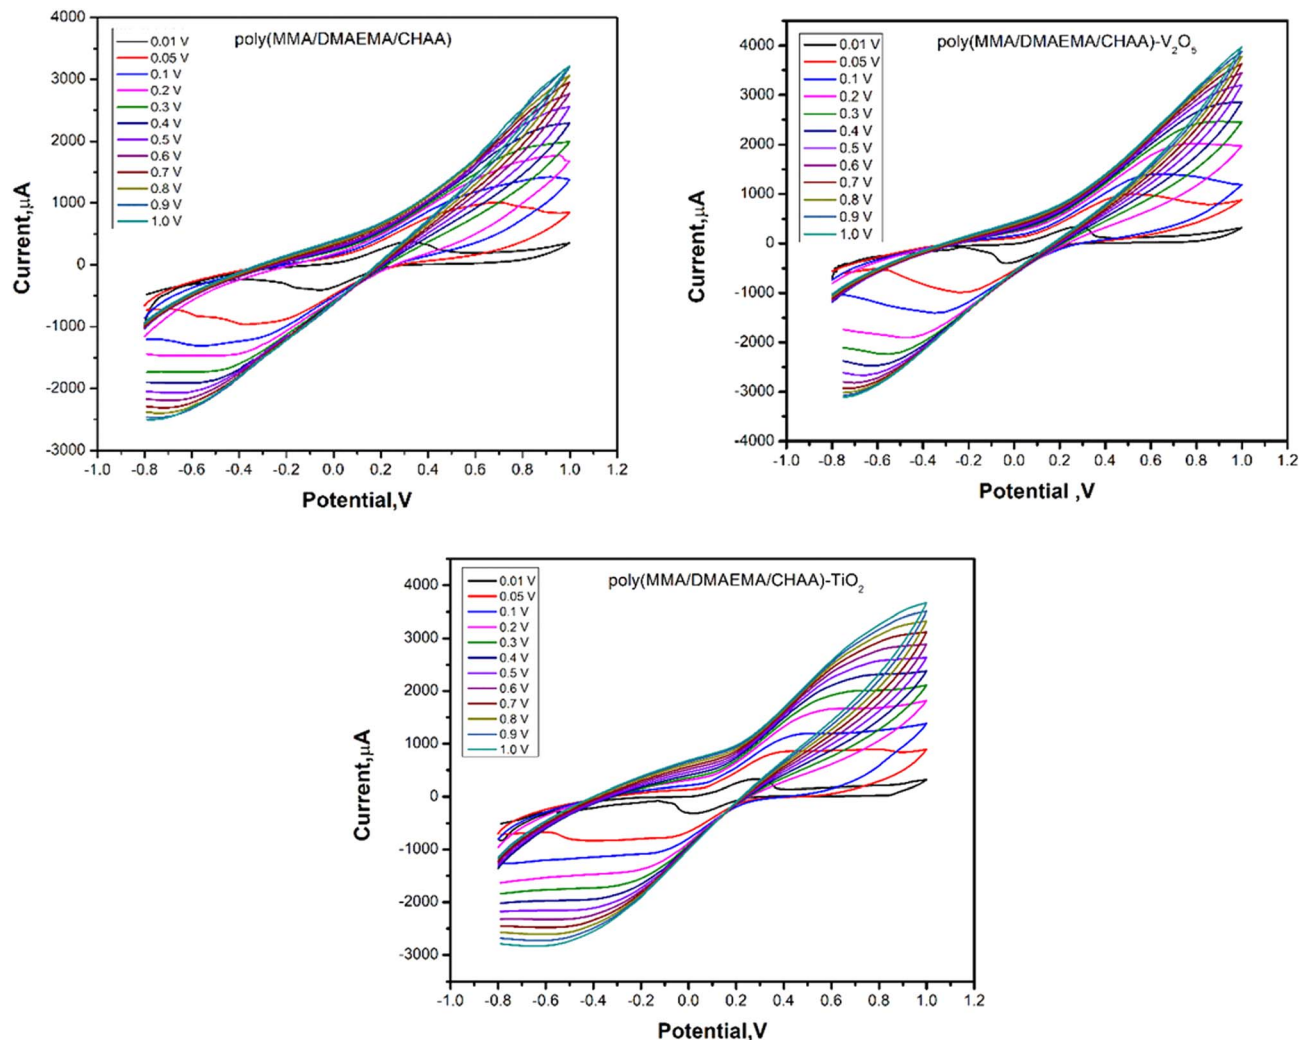 poly(MMA/DMAEMA/CHAA)
0.01 V
0.05 V
0.1 V
0.2 V
0.3 V
0.4 V
0.5 V
0.6 V
0.7 V
0.8 V
0.9 V
1.0 V
4000
3000
2000
1000
0
-1000
-2000
-3000
Current,µA
-1.0 -0.8 -0.6 -0.4 -0.2 0.0 0.2 0.4 0.6 0.8 1.0 1.2
Potential,V
poly(MMA/DMAEMA/CHAA)-V₂O₅
0.01 V
0.05 V
0.1 V
0.2 V
0.3 V
0.4 V
0.5 V
0.6 V
0.7 V
0.8 V
0.9 V
1.0 V
4000
3000
2000
1000
0
-1000
-2000
-3000
-4000
Current,µA
-1.0 -0.8 -0.6 -0.4 -0.2 0.0 0.2 0.4 0.6 0.8 1.0 1.2
Potential ,V
poly(MMA/DMAEMA/CHAA)-TiO₂
0.01 V
0.05 V
0.1 V
0.2 V
0.3 V
0.4 V
0.5 V
0.6 V
0.7 V
0.8 V
0.9 V
1.0 V
4000
3000
2000
1000
0
-1000
-2000
-3000
Current,µA
-1.0 -0.8 -0.6 -0.4 -0.2 0.0 0.2 0.4 0.6 0.8 1.0 1.2
Potential,V